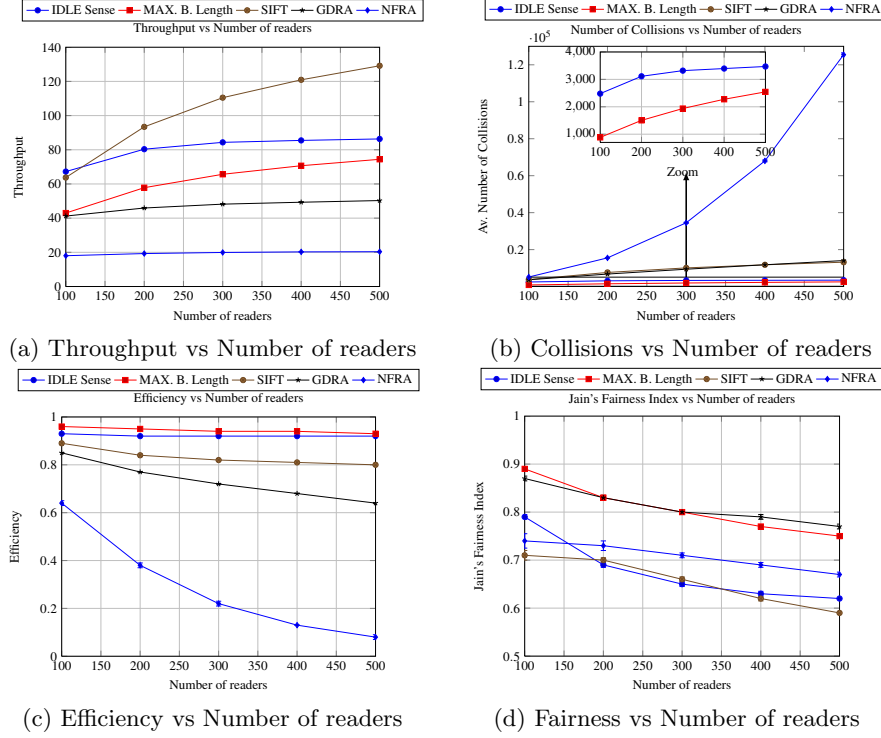 IDLE Sense MAX. B. Length SIFT GDRA NFRA
Throughput vs Number of readers
140
120
100
80
60
40
20
0
Throughput
100 150 200 250 300 350 400 450 500
Number of readers
(a) Throughput vs Number of readers
IDLE Sense MAX. B. Length SIFT GDRA NFRA
Number of Collisions vs Number of readers
·10^5
1.2
1
0.8
0.6
0.4
0.2
Av. Number of Collisions
4,000
3,000
2,000
1,000
100 200 300 400 500
Zoom
100 150 200 250 300 350 400 450 500
Number of readers
(b) Collisions vs Number of readers
IDLE Sense MAX. B. Length SIFT GDRA NFRA
Efficiency vs Number of readers
1
0.8
0.6
0.4
0.2
0
Efficiency
100 150 200 250 300 350 400 450 500
Number of readers
(c) Efficiency vs Number of readers
IDLE Sense MAX. B. Length SIFT GDRA NFRA
Jain's Fairness Index vs Number of readers
1
0.9
0.8
0.7
0.6
0.5
Jain's Fairness Index
100 150 200 250 300 350 400 450 500
Number of readers
(d) Fairness vs Number of readers